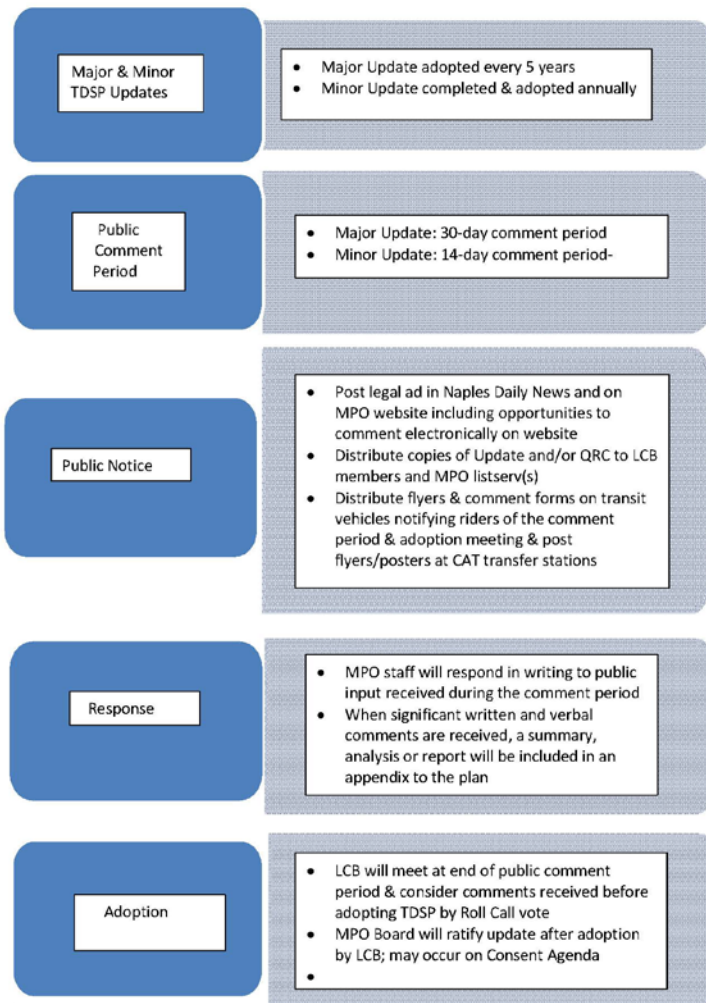 Major & Minor
TDSP Updates
• Major Update adopted every 5 years
• Minor Update completed & adopted annually
Public
Comment
Period
• Major Update: 30-day comment period
• Minor Update: 14-day comment period-
Public Notice
• Post legal ad in Naples Daily News and on
MPO website including opportunities to
comment electronically on website
• Distribute copies of Update and/or QRC to LCB
members and MPO listserv(s)
• Distribute flyers & comment forms on transit
vehicles notifying riders of the comment
period & adoption meeting & post
flyers/posters at CAT transfer stations
Response
• MPO staff will respond in writing to public
input received during the comment period
• When significant written and verbal
comments are received, a summary,
analysis or report will be included in an
appendix to the plan
Adoption
• LCB will meet at end of public comment
period & consider comments received before
adopting TDSP by Roll Call vote
• MPO Board will ratify update after adoption
by LCB; may occur on Consent Agenda
•